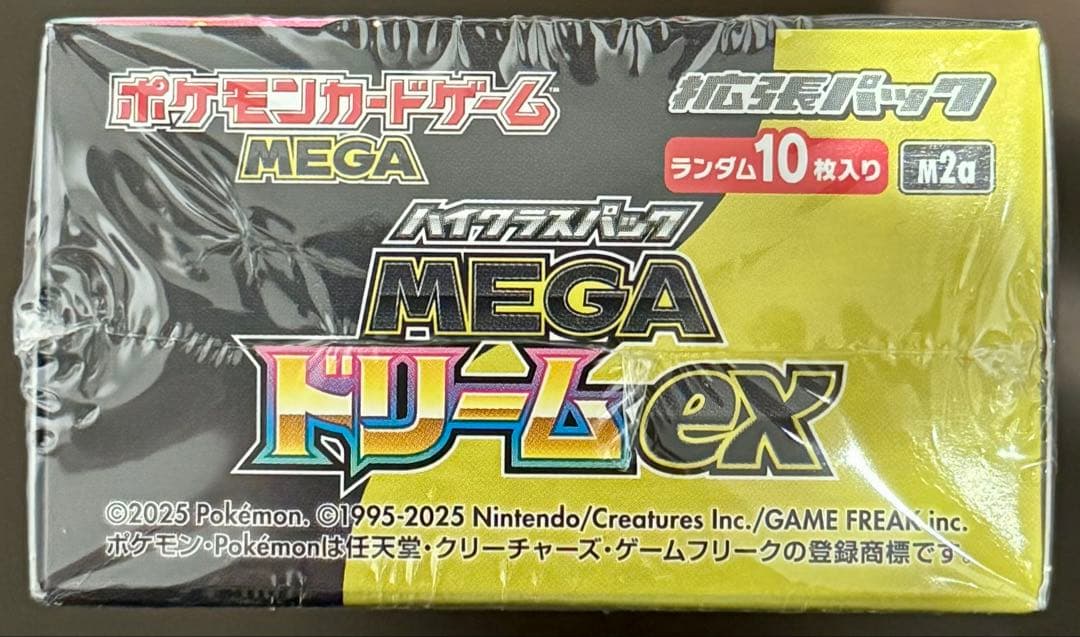 ポケモンカードゲーム™
MEGA
拡張パック
ランダム10枚入り
M2a
ハイクラスパック
MEGA
ドリームex
©2025 Pokémon. ©1995-2025 Nintendo/Creatures Inc./GAME FREAK inc.
ポケモン・Pokémonは任天堂・クリーチャーズ・ゲームフリークの登録商標です。